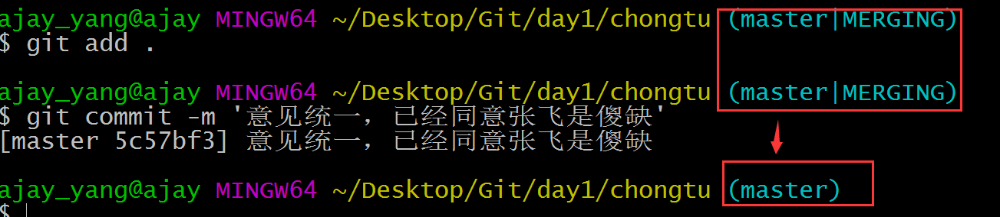 ajay_yang@ajay MINGW64 ~/Desktop/Git/day1/chongtu (master|MERGING)
$ git add .
ajay_yang@ajay MINGW64 ~/Desktop/Git/day1/chongtu (master|MERGING)
$ git commit -m '意见统一，已经同意张飞是傻缺'
[master 5c57bf3] 意见统一，已经同意张飞是傻缺
ajay_yang@ajay MINGW64 ~/Desktop/Git/day1/chongtu (master)
$